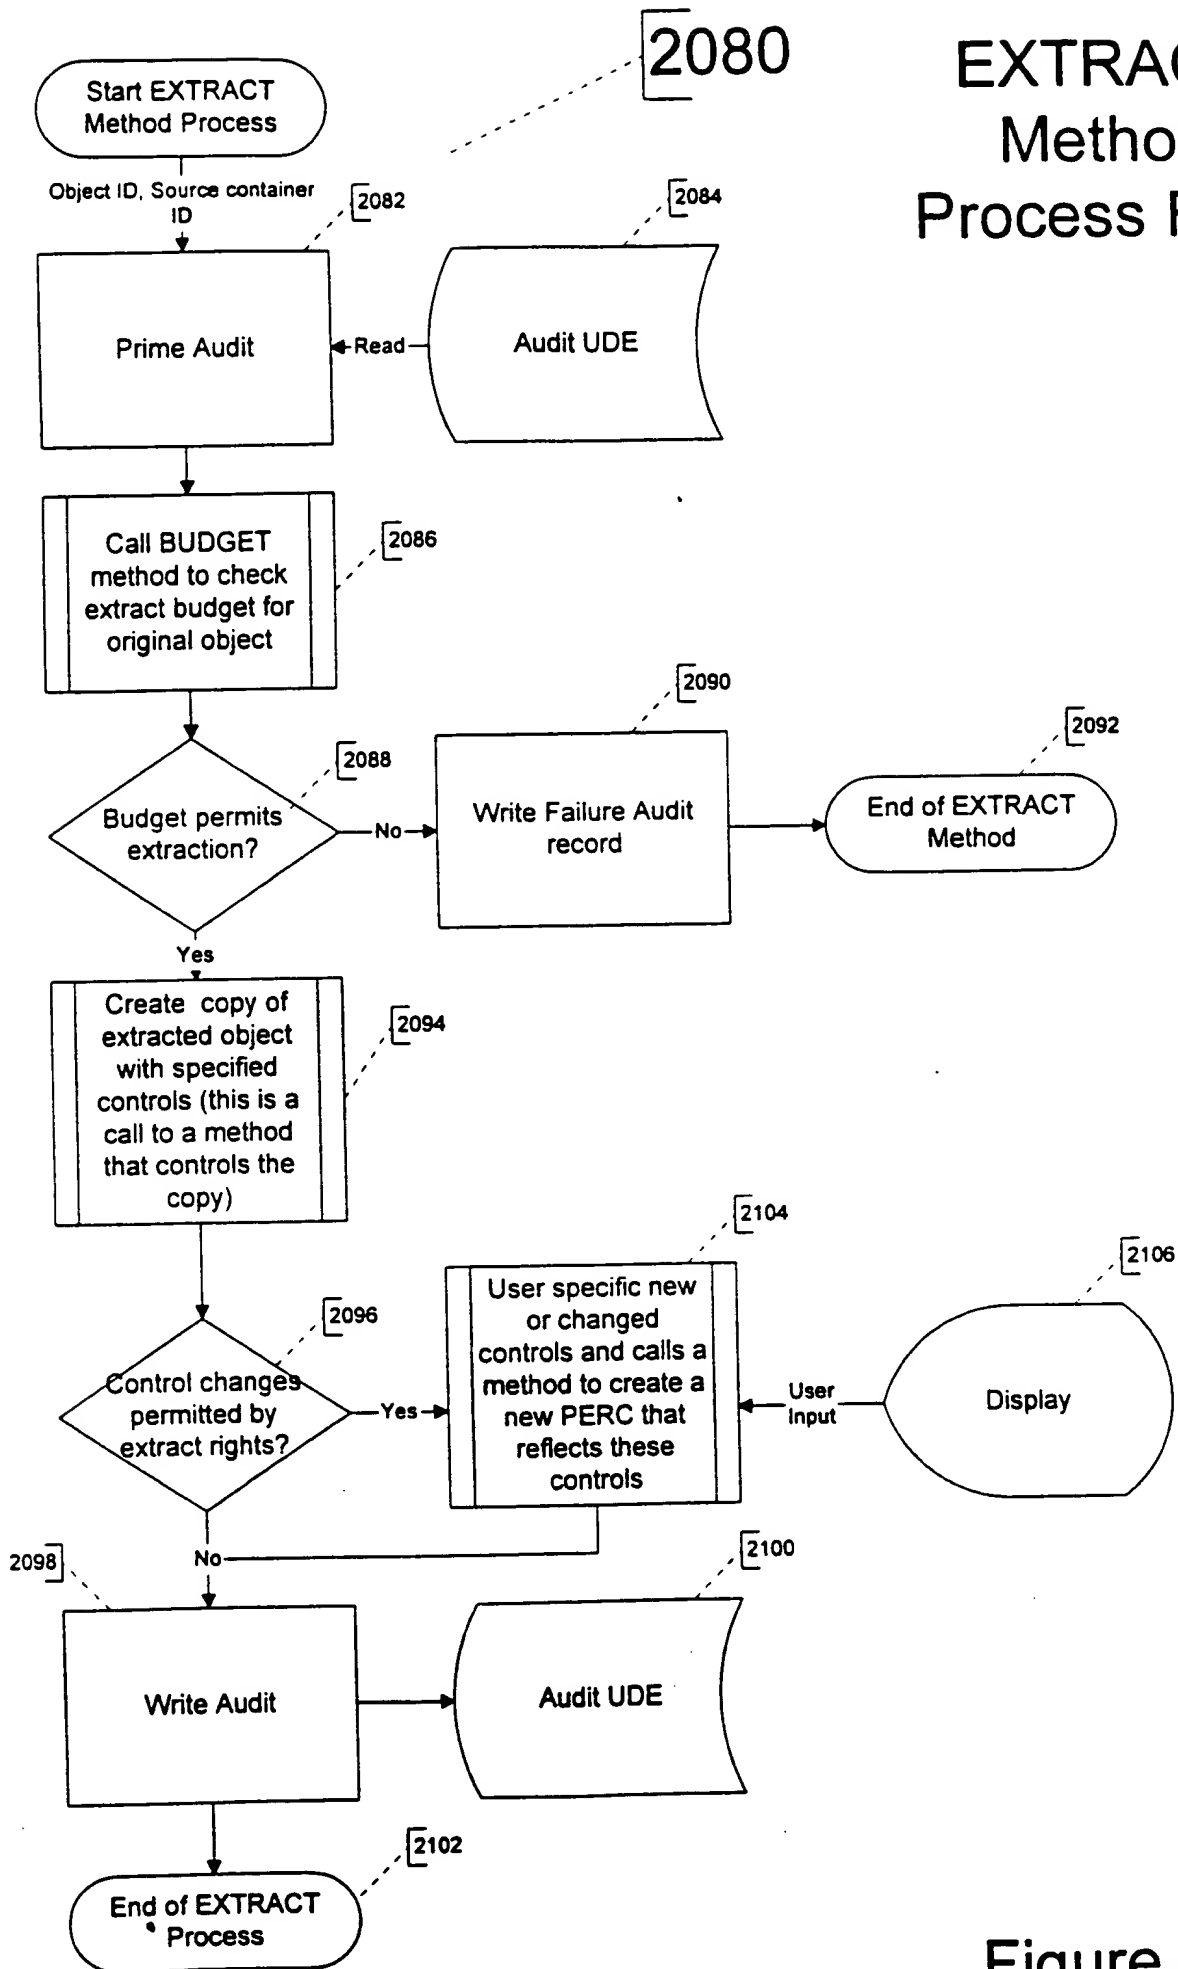 2080
EXTRAC
Metho
Process F
Start EXTRACT
Method Process
Object ID, Source container
ID
2082
2084
Prime Audit
Read
Audit UDE
Call BUDGET
method to check
extract budget for
original object
2086
2088
Budget permits
extraction?
No
2090
Write Failure Audit
record
2092
End of EXTRACT
Method
Yes
Create copy of
extracted object
with specified
controls (this is a
call to a method
that controls the
copy)
2094
2096
Control changes
permitted by
extract rights?
Yes
2104
User specific new
or changed
controls and calls a
method to create a
new PERC that
reflects these
controls
User
Input
2106
Display
No
2098
Write Audit
2100
Audit UDE
2102
End of EXTRACT
Process
Figure